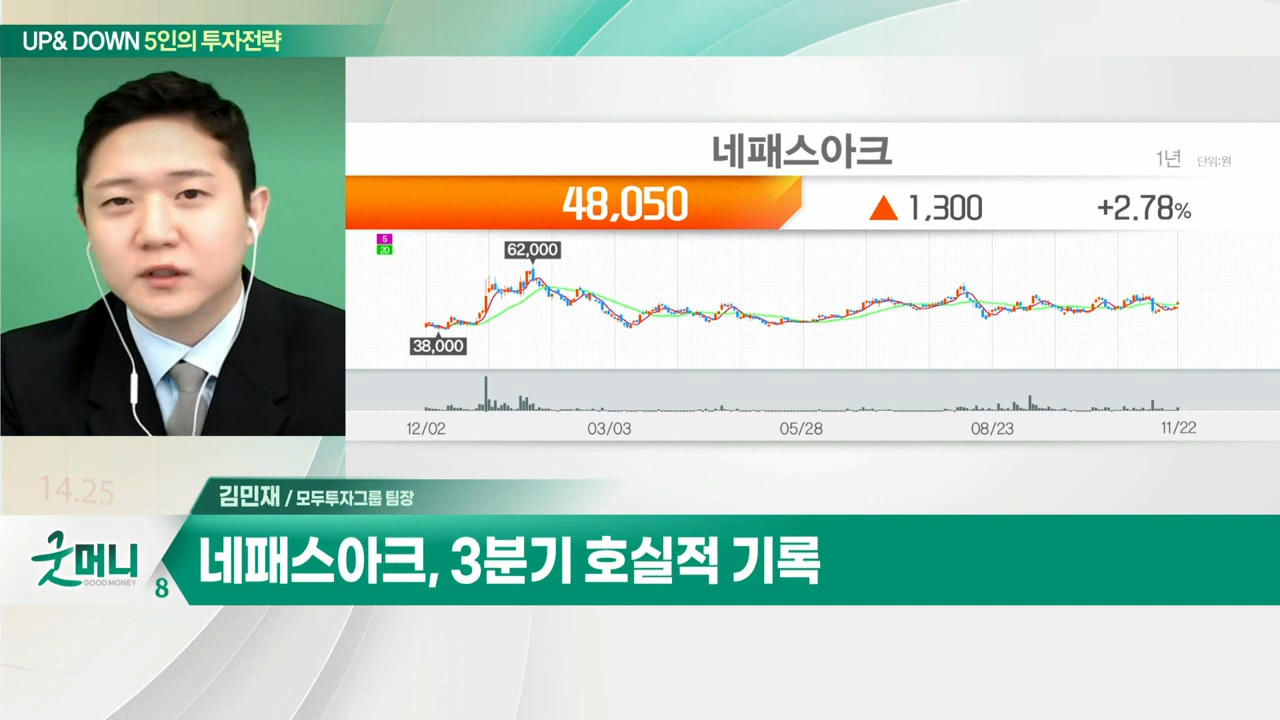 UP& DOWN 5인의 투자전략
네패스아크
1년 단위:원
48,050 ▲ 1,300 +2.78%
5
20
62,000
38,000
12/02 03/03 05/28 08/23 11/22
14.25
김민재 / 모두투자그룹 팀장
굿머니
GOOD MONEY
8
네패스아크, 3분기 호실적 기록